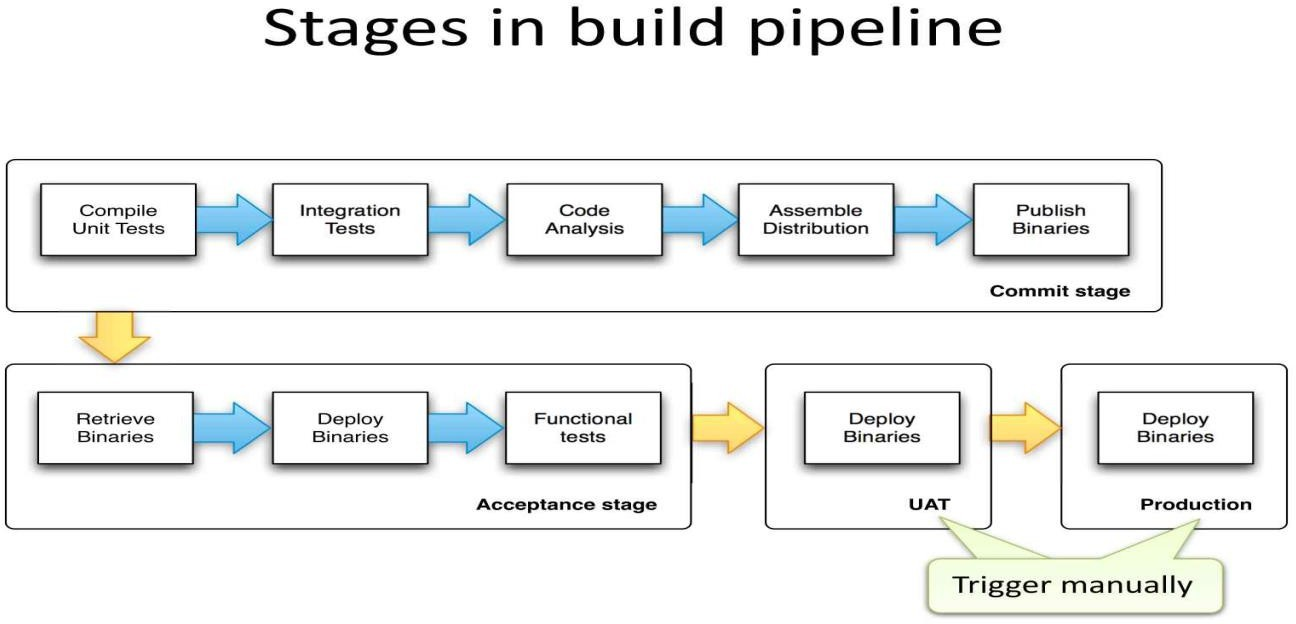 Stages in build pipeline
Compile
Unit Tests
Integration
Tests
Code
Analysis
Assemble
Distribution
Publish
Binaries
Commit stage
Retrieve
Binaries
Deploy
Binaries
Functional
tests
Acceptance stage
Deploy
Binaries
UAT
Deploy
Binaries
Production
Trigger manually